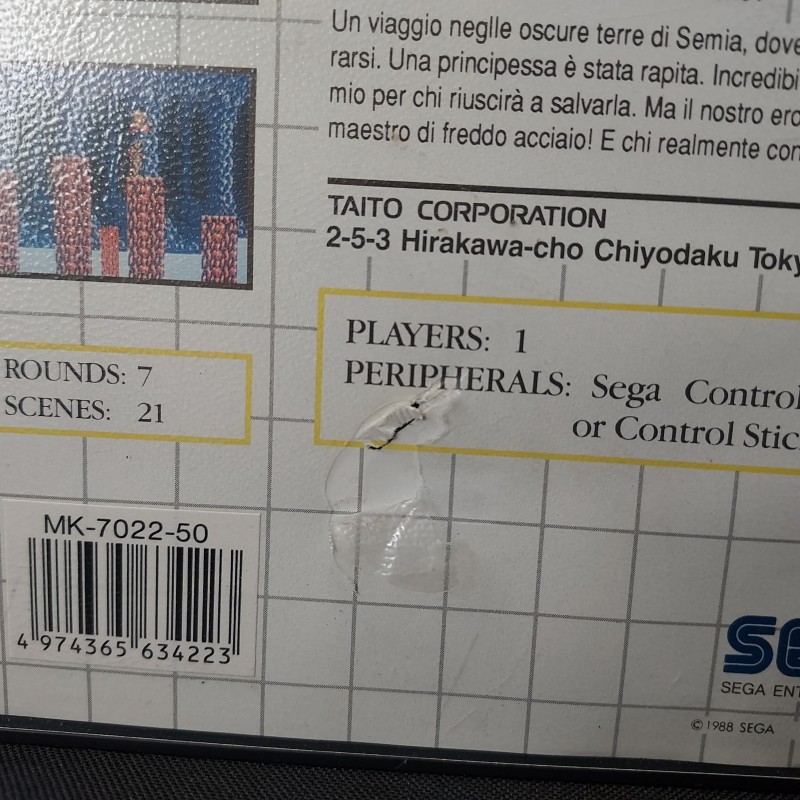 Un viaggio neglle oscure terre di Semia, dove
rarsi. Una principessa è stata rapita. Incredibi
mio per chi riuscirà a salvarla. Ma il nostro ero
maestro di freddo acciaio! E chi realmente con
TAITO CORPORATION
2-5-3 Hirakawa-cho Chiyodaku Toky
PLAYERS: 1
PERIPHERALS: Sega Control
or Control Stic
ROUNDS: 7
SCENES: 21
MK-7022-50
4 974365 634223
SE
SEGA ENT
© 1988 SEGA